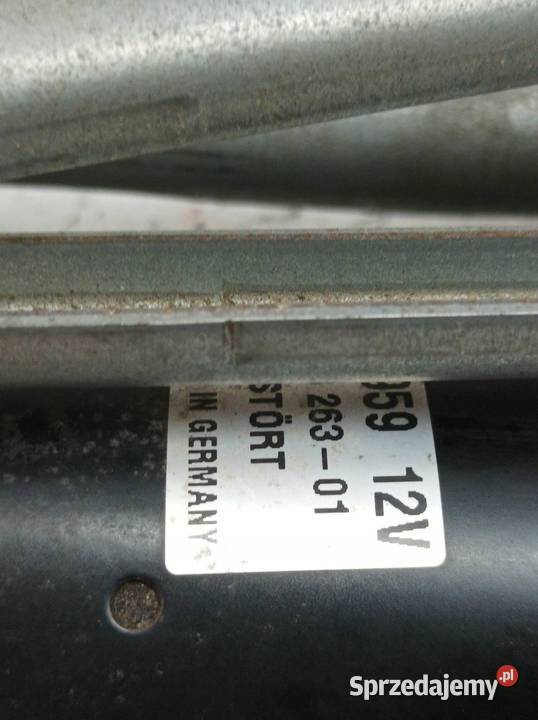 959 12V
263-01
STÖRT
IN GERMANY
Sprzedajemy.pl